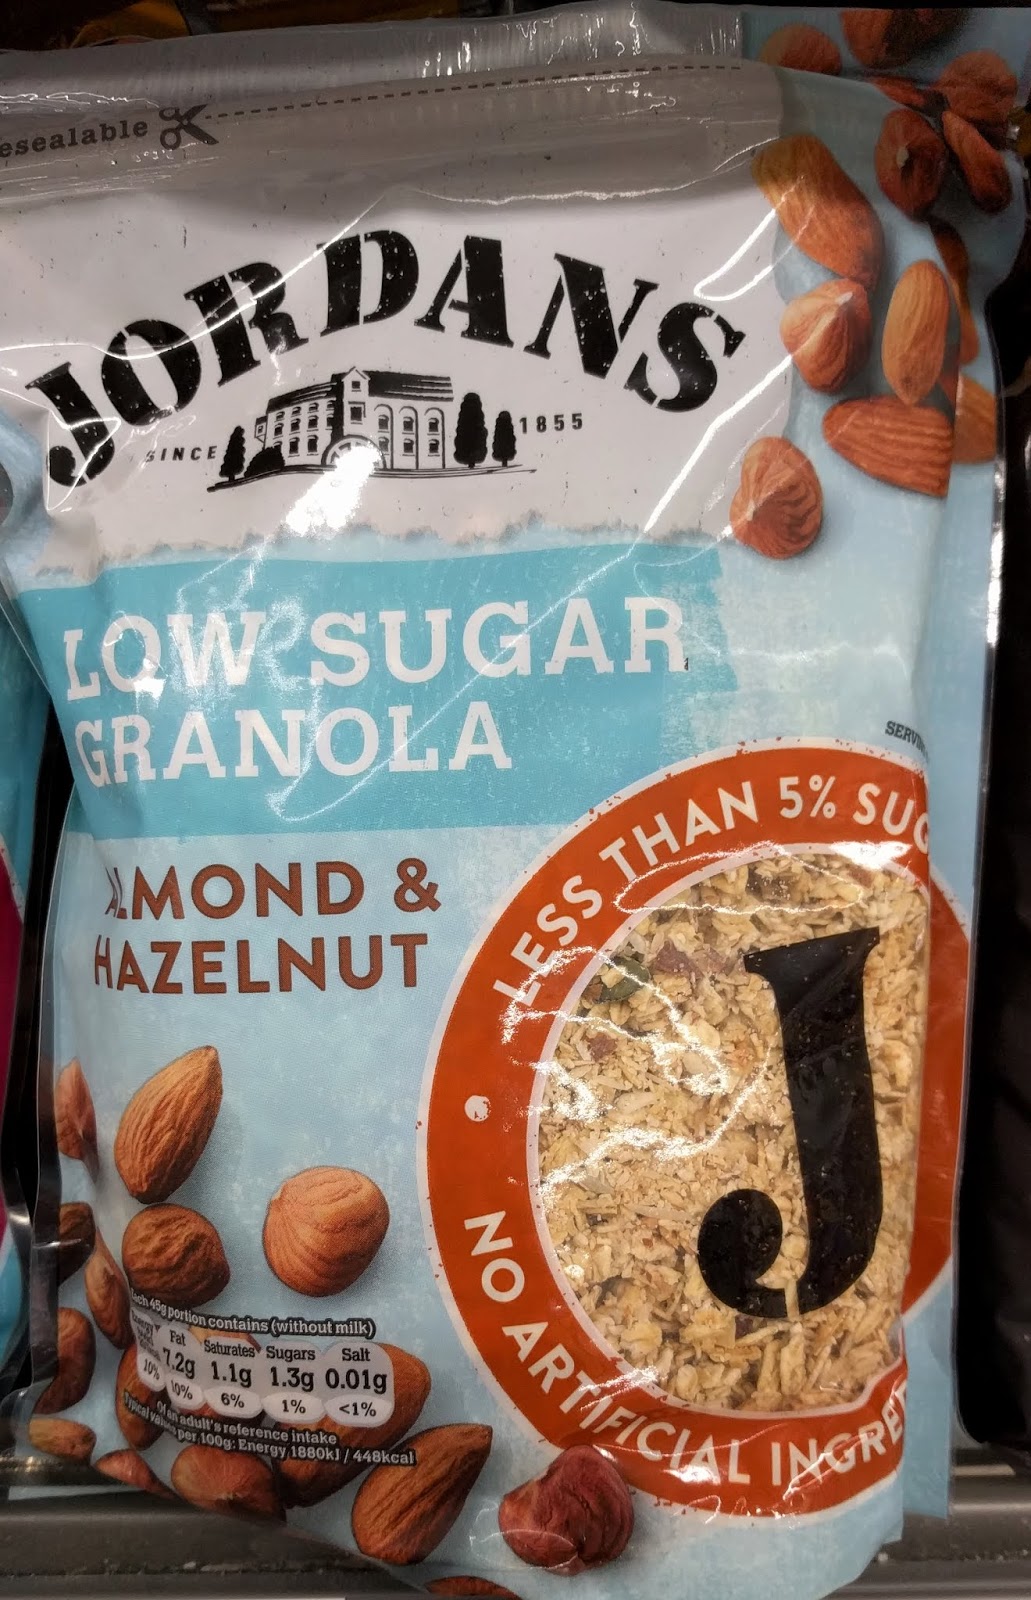 esealable
JORDANS
SINCE 1855
LOW SUGAR
GRANOLA
ALMOND &
HAZELNUT
LESS THAN 5% SUG
NO ARTIFICIAL INGRE
each 45g portion contains (without milk)
Fat Saturates Sugars Salt
7.2g 1.1g 1.3g 0.01g
10% 10% 6% 1% <1%
Of an adult's reference intake
Typical values per 100g: Energy 1880kJ / 448kcal